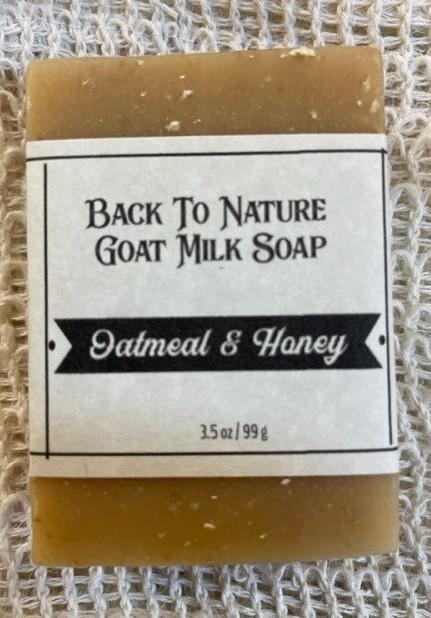 Back To Nature
Goat Milk Soap
Oatmeal & Honey
3.5 oz / 99 g